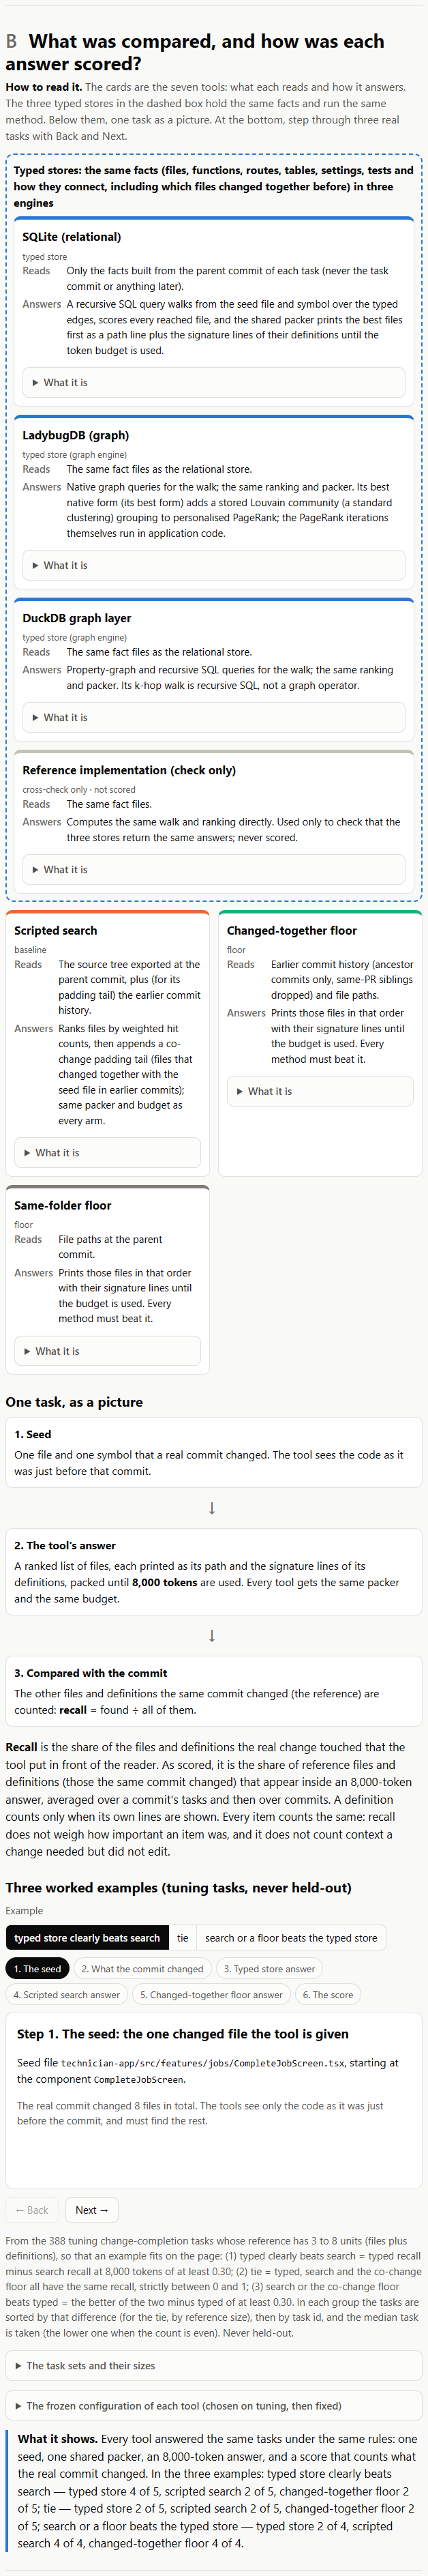 B What was compared, and how was each
answer scored?
How to read it. The cards are the seven tools: what each reads and how it answers.
The three typed stores in the dashed box hold the same facts and run the same
method. Below them, one task as a picture. At the bottom, step through three real
tasks with Back and Next.
Typed stores: the same facts (files, functions, routes, tables, settings, tests and
how they connect, including which files changed together before) in three
engines
SQLite (relational)
typed store
Reads Only the facts built from the parent commit of each task (never the task
commit or anything later).
Answers A recursive SQL query walks from the seed file and symbol over the typed
edges, scores every reached file, and the shared packer prints the best files
first as a path line plus the signature lines of their definitions until the
token budget is used.
▶ What it is
LadybugDB (graph)
typed store (graph engine)
Reads The same fact files as the relational store.
Answers Native graph queries for the walk; the same ranking and packer. Its best
native form (its best form) adds a stored Louvain community (a standard
clustering) grouping to personalised PageRank; the PageRank iterations
themselves run in application code.
▶ What it is
DuckDB graph layer
typed store (graph engine)
Reads The same fact files as the relational store.
Answers Property-graph and recursive SQL queries for the walk; the same ranking
and packer. Its k-hop walk is recursive SQL, not a graph operator.
▶ What it is
Reference implementation (check only)
cross-check only · not scored
Reads The same fact files.
Answers Computes the same walk and ranking directly. Used only to check that the
three stores return the same answers; never scored.
▶ What it is
Scripted search
baseline
Reads The source tree exported at the
parent commit, plus (for its
padding tail) the earlier commit
history.
Answers Ranks files by weighted hit
counts, then appends a co-
change padding tail (files that
changed together with the
seed file in earlier commits);
same packer and budget as
every arm.
▶ What it is
Changed-together floor
floor
Reads Earlier commit history (ancestor
commits only, same-PR siblings
dropped) and file paths.
Answers Prints those files in that order
with their signature lines until
the budget is used. Every
method must beat it.
▶ What it is
Same-folder floor
floor
Reads File paths at the parent
commit.
Answers Prints those files in that order
with their signature lines until
the budget is used. Every
method must beat it.
▶ What it is
One task, as a picture
1. Seed
One file and one symbol that a real commit changed. The tool sees the code as it
was just before that commit.
↓
2. The tool's answer
A ranked list of files, each printed as its path and the signature lines of its
definitions, packed until 8,000 tokens are used. Every tool gets the same packer
and the same budget.
↓
3. Compared with the commit
The other files and definitions the same commit changed (the reference) are
counted: recall = found ÷ all of them.
Recall is the share of the files and definitions the real change touched that the
tool put in front of the reader. As scored, it is the share of reference files and
definitions (those the same commit changed) that appear inside an 8,000-token
answer, averaged over a commit's tasks and then over commits. A definition
counts only when its own lines are shown. Every item counts the same: recall
does not weigh how important an item was, and it does not count context a
change needed but did not edit.
Three worked examples (tuning tasks, never held-out)
Example
typed store clearly beats search tie search or a floor beats the typed store
1. The seed 2. What the commit changed 3. Typed store answer
4. Scripted search answer 5. Changed-together floor answer 6. The score
Step 1. The seed: the one changed file the tool is given
Seed file technician-app/src/features/jobs/CompleteJobScreen.tsx, starting at
the component CompleteJobScreen.
The real commit changed 8 files in total. The tools see only the code as it was just
before the commit, and must find the rest.
← Back Next →
From the 388 tuning change-completion tasks whose reference has 3 to 8 units (files plus
definitions), so that an example fits on the page: (1) typed clearly beats search = typed recall
minus search recall at 8,000 tokens of at least 0.30; (2) tie = typed, search and the co-change
floor all have the same recall, strictly between 0 and 1; (3) search or the co-change floor
beats typed = the better of the two minus typed of at least 0.30. In each group the tasks are
sorted by that difference (for the tie, by reference size), then by task id, and the median task
is taken (the lower one when the count is even). Never held-out.
▶ The task sets and their sizes
▶ The frozen configuration of each tool (chosen on tuning, then fixed)
What it shows. Every tool answered the same tasks under the same rules: one
seed, one shared packer, an 8,000-token answer, and a score that counts what
the real commit changed. In the three examples: typed store clearly beats
search — typed store 4 of 5, scripted search 2 of 5, changed-together floor 2
of 5; tie — typed store 2 of 5, scripted search 2 of 5, changed-together floor 2
of 5; search or a floor beats the typed store — typed store 2 of 4, scripted
search 4 of 4, changed-together floor 4 of 4.